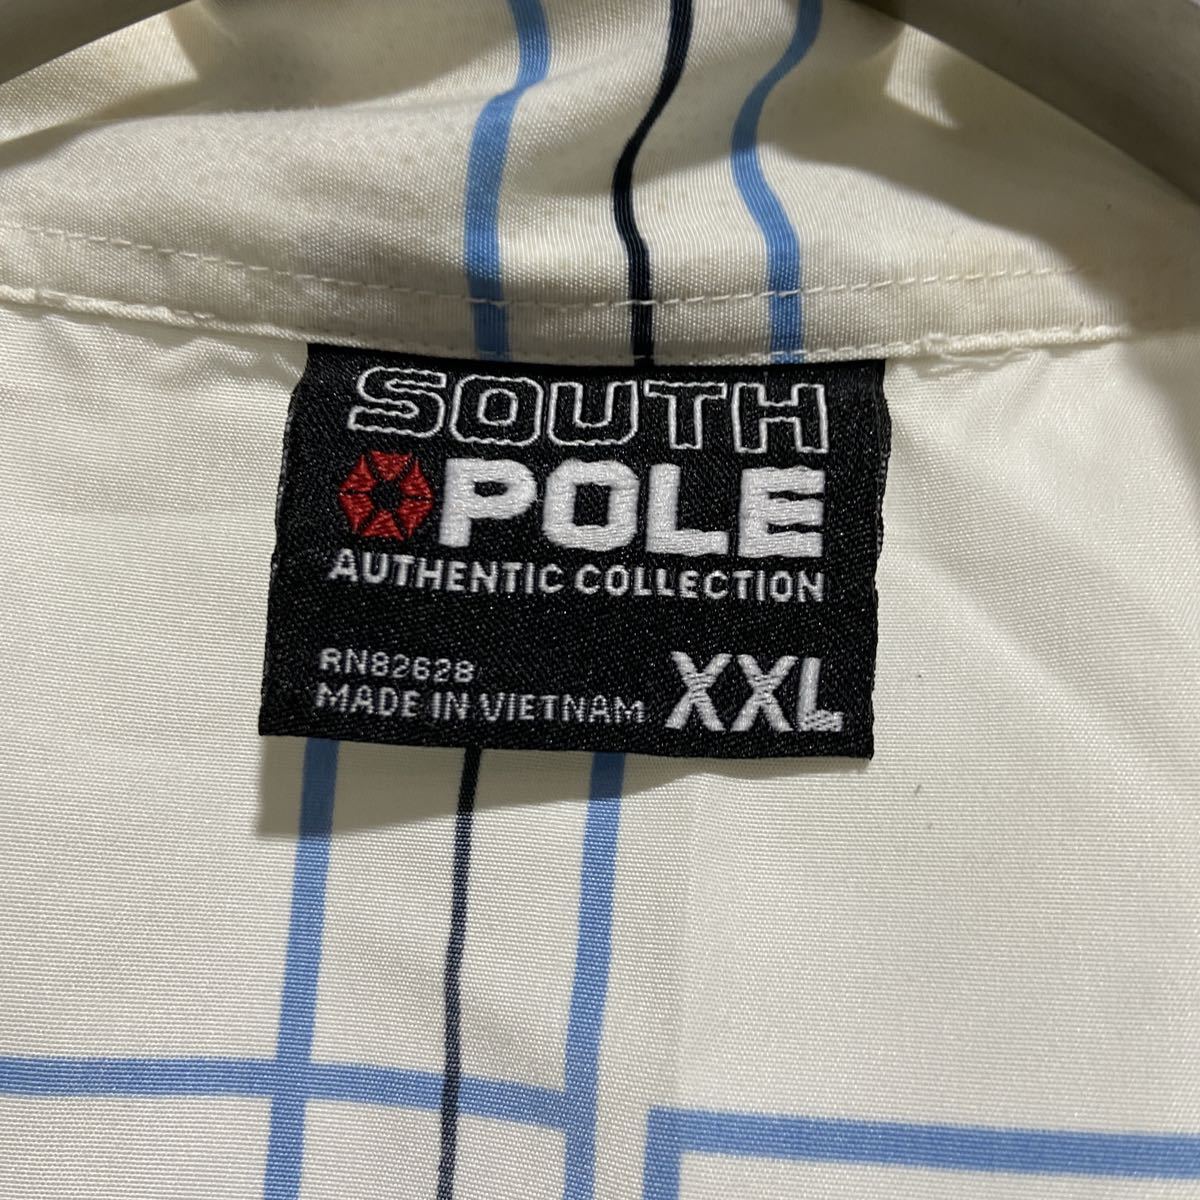 SOUTH
POLE
AUTHENTIC COLLECTION
RN82628
MADE IN VIETNAM XXL